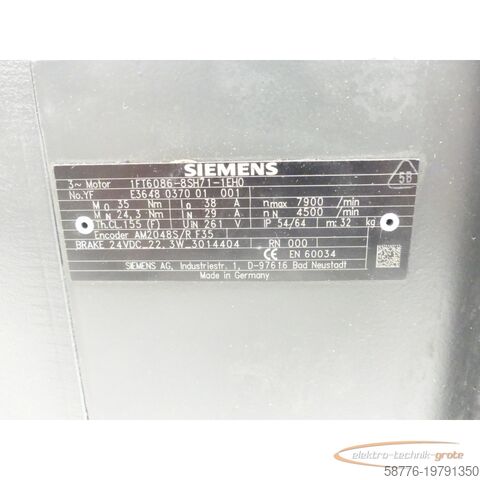 SIEMENS
3~ Motor 1FT6086-8SH71-1EH0
No.YF E3648 0370 01 001
M0 35 Nm I0 38 A nmax 7900 /min
MN 24,3 Nm IN 29 A nN 4500 /min
Th.Cl.155 (F) UIN 261 V IP 54/64 m: 32 kg
Encoder AM2048S/R F35
BRAKE 24VDC 22, 3W 3014404 RN 000
CE EN 60034
SIEMENS AG, Industriestr. 1, D-97616 Bad Neustadt
Made in Germany
5B
elektro-technik-grote
58776-19791350